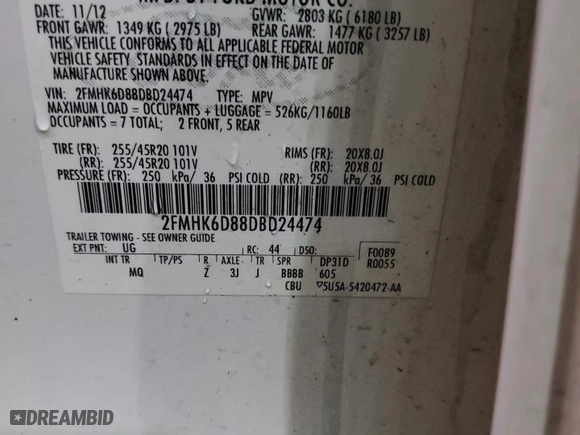 MFD. BY FORD MOTOR CO.
DATE: 11/12 GVWR: 2803 KG ( 6180 LB)
FRONT GAWR: 1349 KG ( 2975 LB) REAR GAWR: 1477 KG ( 3257 LB)
THIS VEHICLE CONFORMS TO ALL APPLICABLE FEDERAL MOTOR
VEHICLE SAFETY STANDARDS IN EFFECT ON THE DATE OF
MANUFACTURE SHOWN ABOVE.
VIN: 2FMHK6D88DBD24474 TYPE: MPV
MAXIMUM LOAD = OCCUPANTS + LUGGAGE = 526KG/1160LB
OCCUPANTS = 7 TOTAL; 2 FRONT, 5 REAR
TIRE (FR): 255/45R20 101V RIMS (FR): 20X8.0J
(RR): 255/45R20 101V (RR): 20X8.0J
PRESSURE (FR): 250 kPa/ 36 PSI COLD (RR): 250 kPa/ 36 PSI COLD
2FMHK6D88DBD24474
TRAILER TOWING - SEE OWNER GUIDE
EXT PNT: UG RC: 44 DSO: F0089
R0055
INT TR TP/PS R AXLE TR SPR DP31D
MQ Z 3J J BBBB 605
CBU 5U5A-5420472-AA
DREAMBID